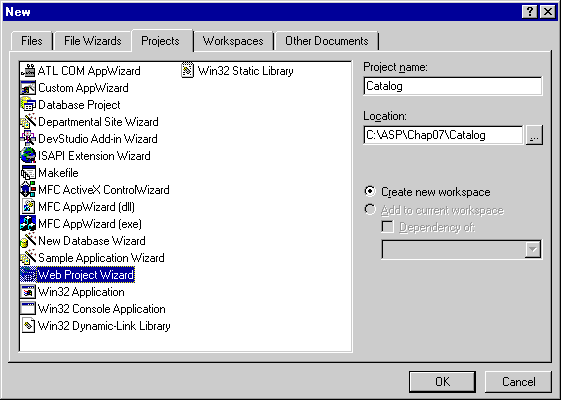 New
Files
File Wizards
Projects
Workspaces
Other Documents
ATL COM AppWizard
Custom AppWizard
Database Project
Departmental Site Wizard
DevStudio Add-in Wizard
ISAPI Extension Wizard
Makefile
MFC ActiveX ControlWizard
MFC AppWizard (dll)
MFC AppWizard (exe)
New Database Wizard
Sample Application Wizard
Web Project Wizard
Win32 Application
Win32 Console Application
Win32 Dynamic-Link Library
Win32 Static Library
Project name:
Catalog
Location:
C:\ASP\Chap07\Catalog
...
Create new workspace
Add to current workspace
Dependency of:
OK
Cancel